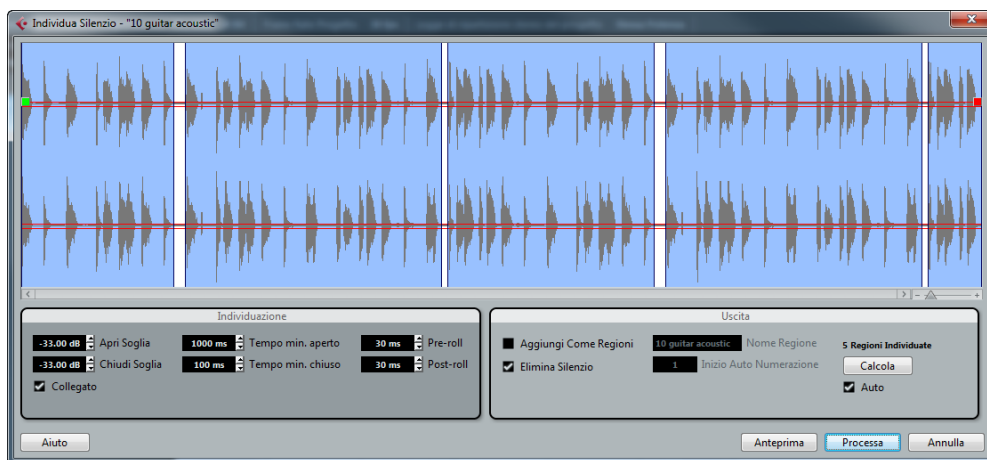 Individua Silenzio - "10 guitar acoustic"
Individuazione
-33.00 dB Apri Soglia 1000 ms Tempo min. aperto 30 ms Pre-roll
-33.00 dB Chiudi Soglia 100 ms Tempo min. chiuso 30 ms Post-roll
Collegato
Uscita
Aggiungi Come Regioni 10 guitar acoustic Nome Regione 5 Regioni Individuate
Elimina Silenzio 1 Inizio Auto Numerazione Calcola
Auto
Aiuto Anteprima Processa Annulla